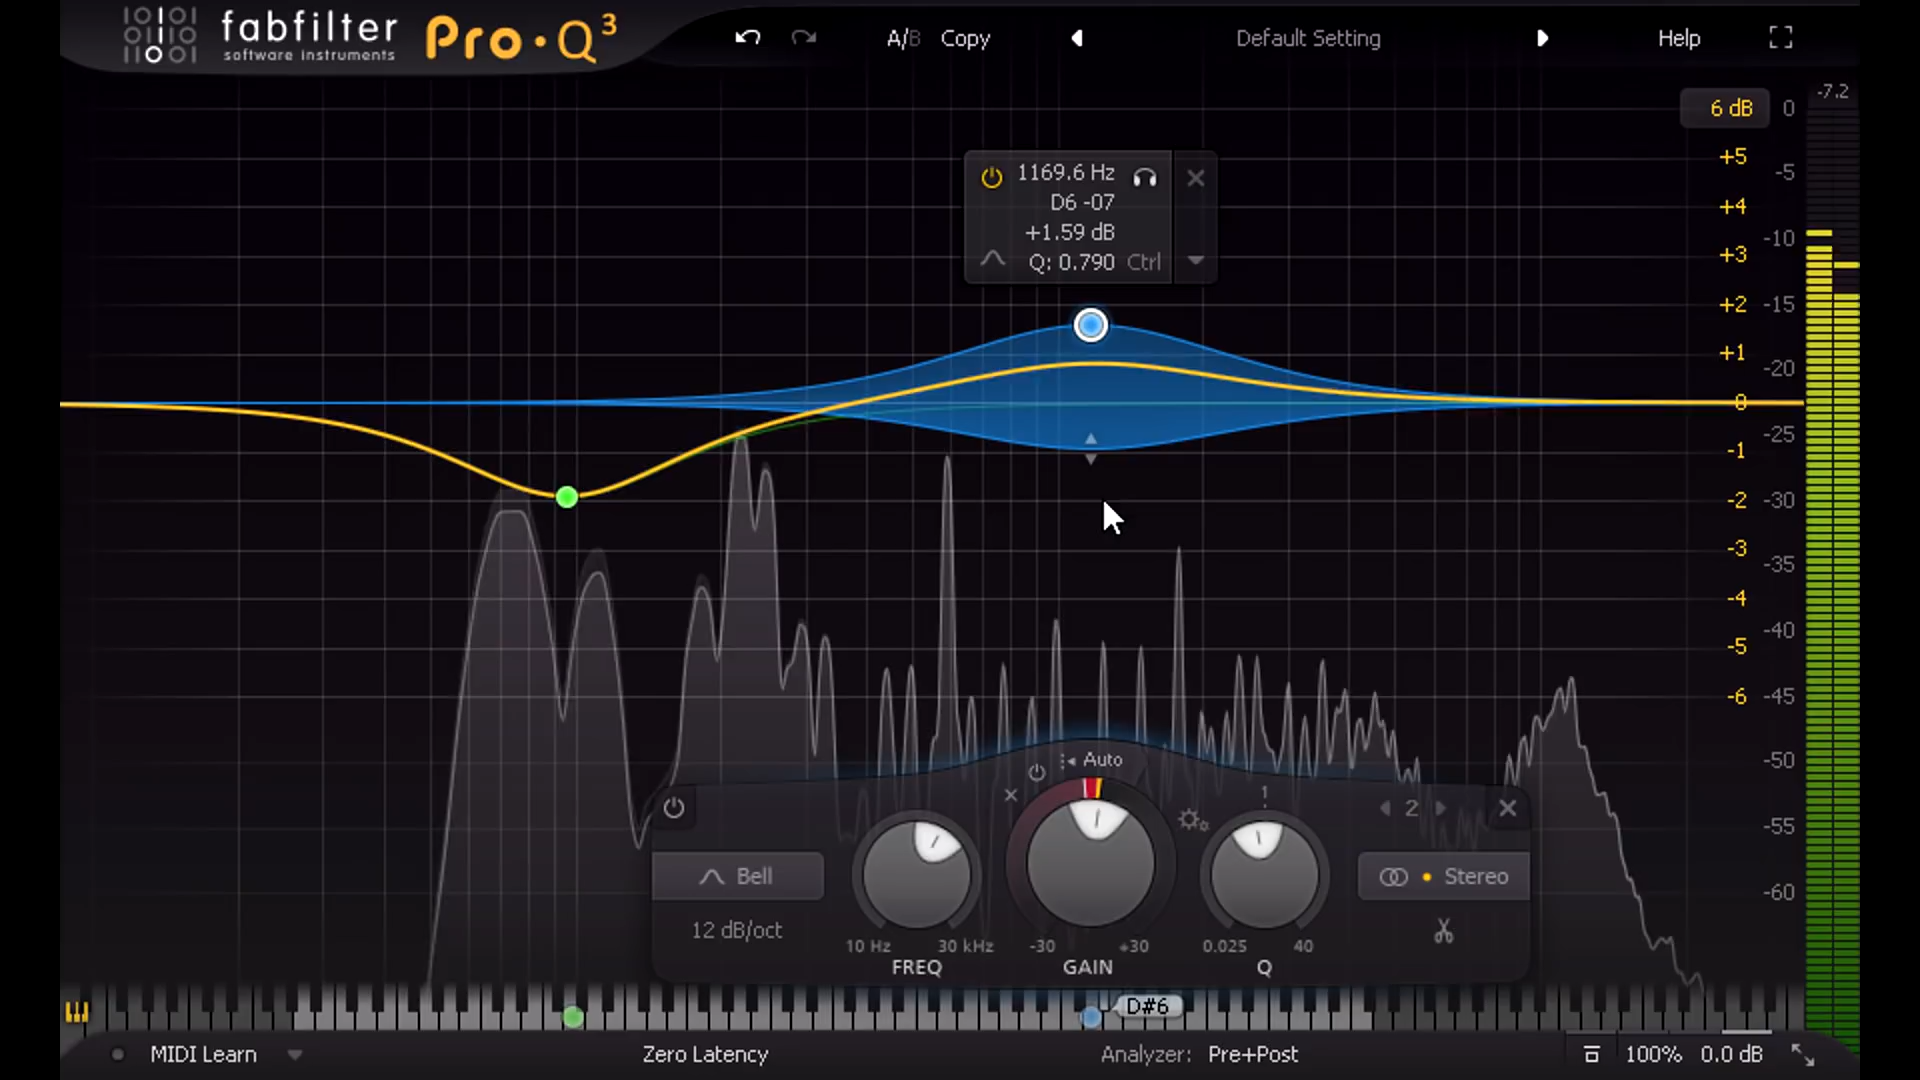 fabfilter
software instruments
Pro·Q³
A/B Copy
Default Setting
Help
-7.2
6 dB 0
+5 -5
+4 -10
+3 -15
+2 -20
+1 -25
0 -30
-1 -35
-2 -40
-3 -45
-4 -50
-5 -55
-6 -60
1169.6 Hz
D6 -07
+1.59 dB
Q: 0.790 Ctrl
Auto
1
2
Bell
Stereo
12 dB/oct
10 Hz 30 kHz
-30 +30
0.025 40
FREQ
GAIN
Q
D#6
MIDI Learn
Zero Latency
Analyzer: Pre+Post
100% 0.0 dB